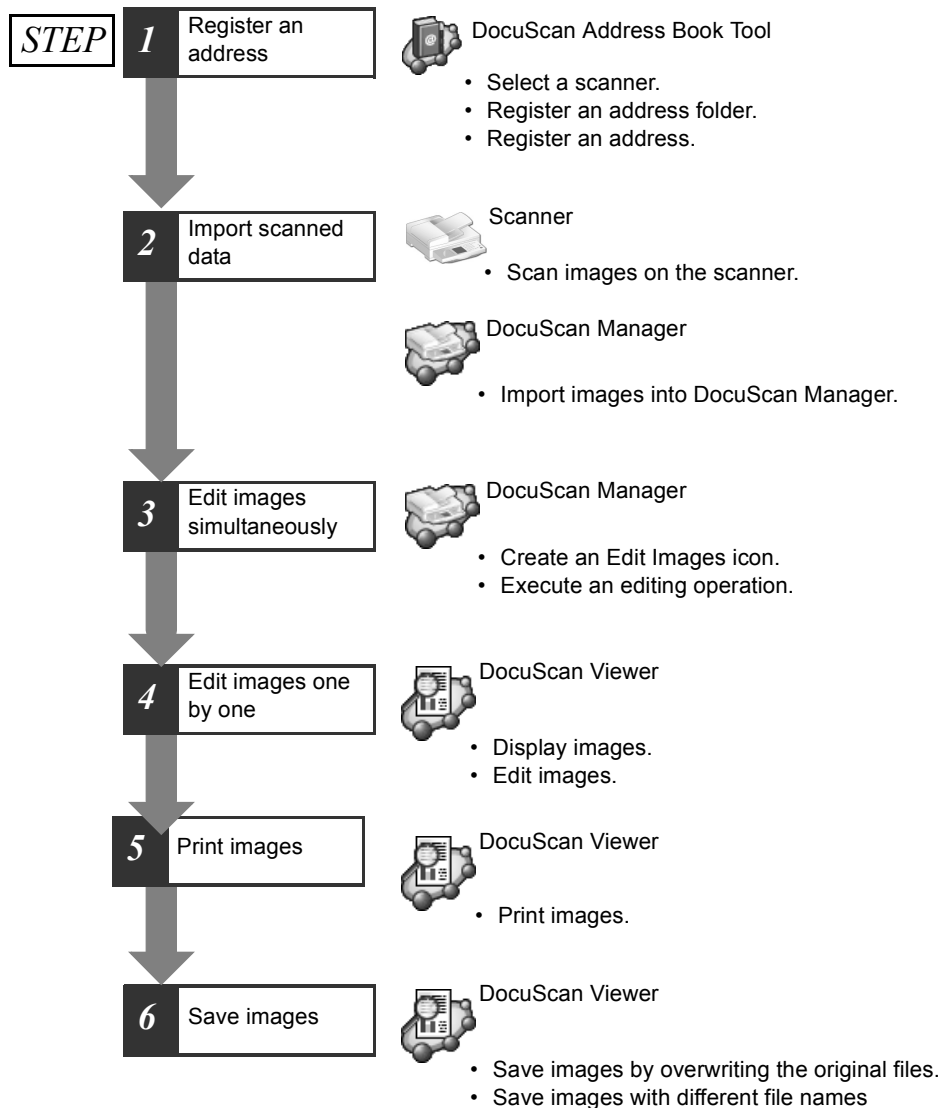 STEP
1
Register an
address
DocuScan Address Book Tool
• Select a scanner.
• Register an address folder.
• Register an address.
2
Import scanned
data
Scanner
• Scan images on the scanner.
DocuScan Manager
• Import images into DocuScan Manager.
3
Edit images
simultaneously
DocuScan Manager
• Create an Edit Images icon.
• Execute an editing operation.
4
Edit images one
by one
DocuScan Viewer
• Display images.
• Edit images.
5
Print images
DocuScan Viewer
• Print images.
6
Save images
DocuScan Viewer
• Save images by overwriting the original files.
• Save images with different file names